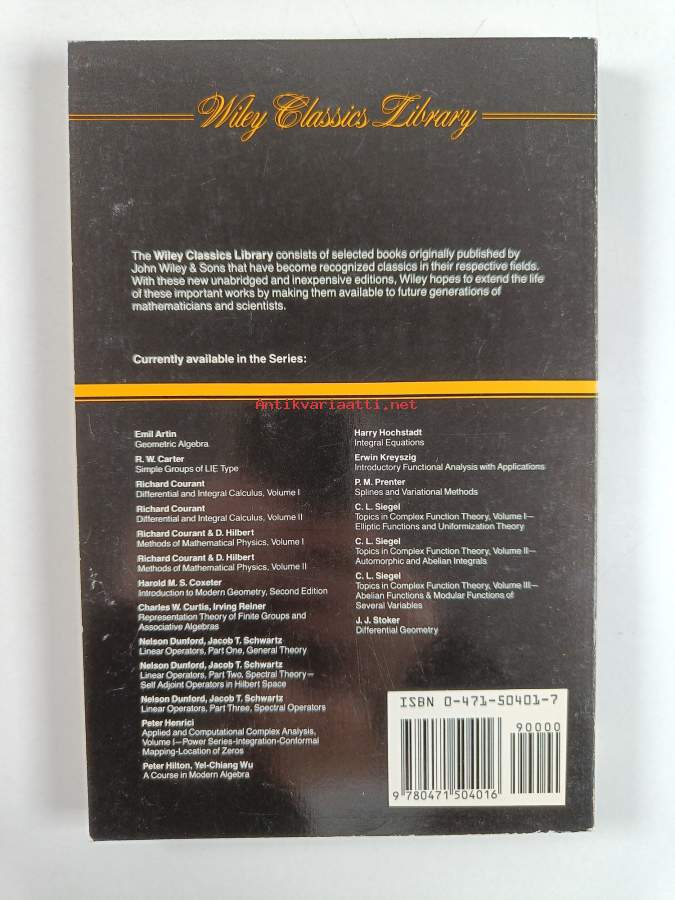 Wiley Classics Library
The Wiley Classics Library consists of selected books originally published by
John Wiley & Sons that have become recognized classics in their respective fields.
With these new unabridged and inexpensive editions, Wiley hopes to extend the life
of these important works by making them available to future generations of
mathematicians and scientists.
Currently available in the Series:
Antikvariaatti.net
Emil Artin
Geometric Algebra
R. W. Carter
Simple Groups of LIE Type
Richard Courant
Differential and Integral Calculus, Volume I
Richard Courant
Differential and Integral Calculus, Volume II
Richard Courant & D. Hilbert
Methods of Mathematical Physics, Volume I
Richard Courant & D. Hilbert
Methods of Mathematical Physics, Volume II
Harold M. S. Coxeter
Introduction to Modern Geometry, Second Edition
Charles W. Curtis, Irving Reiner
Representation Theory of Finite Groups and
Associative Algebras
Nelson Dunford, Jacob T. Schwartz
Linear Operators, Part One, General Theory
Nelson Dunford, Jacob T. Schwartz
Linear Operators, Part Two, Spectral Theory—
Self Adjoint Operators in Hilbert Space
Nelson Dunford, Jacob T. Schwartz
Linear Operators, Part Three, Spectral Operators
Peter Henrici
Applied and Computational Complex Analysis,
Volume I—Power Series-Integration-Conformal
Mapping-Location of Zeros
Peter Hilton, Yel-Chiang Wu
A Course in Modern Algebra
Harry Hochstadt
Integral Equations
Erwin Kreyszig
Introductory Functional Analysis with Applications
P. M. Prenter
Splines and Variational Methods
C. L. Siegel
Topics in Complex Function Theory, Volume I—
Elliptic Functions and Uniformization Theory
C. L. Siegel
Topics in Complex Function Theory, Volume II—
Automorphic and Abelian Integrals
C. L. Siegel
Topics in Complex Function Theory, Volume III—
Abelian Functions & Modular Functions of
Several Variables
J. J. Stoker
Differential Geometry
ISBN 0-471-50401-7
90000
9 780471 504016